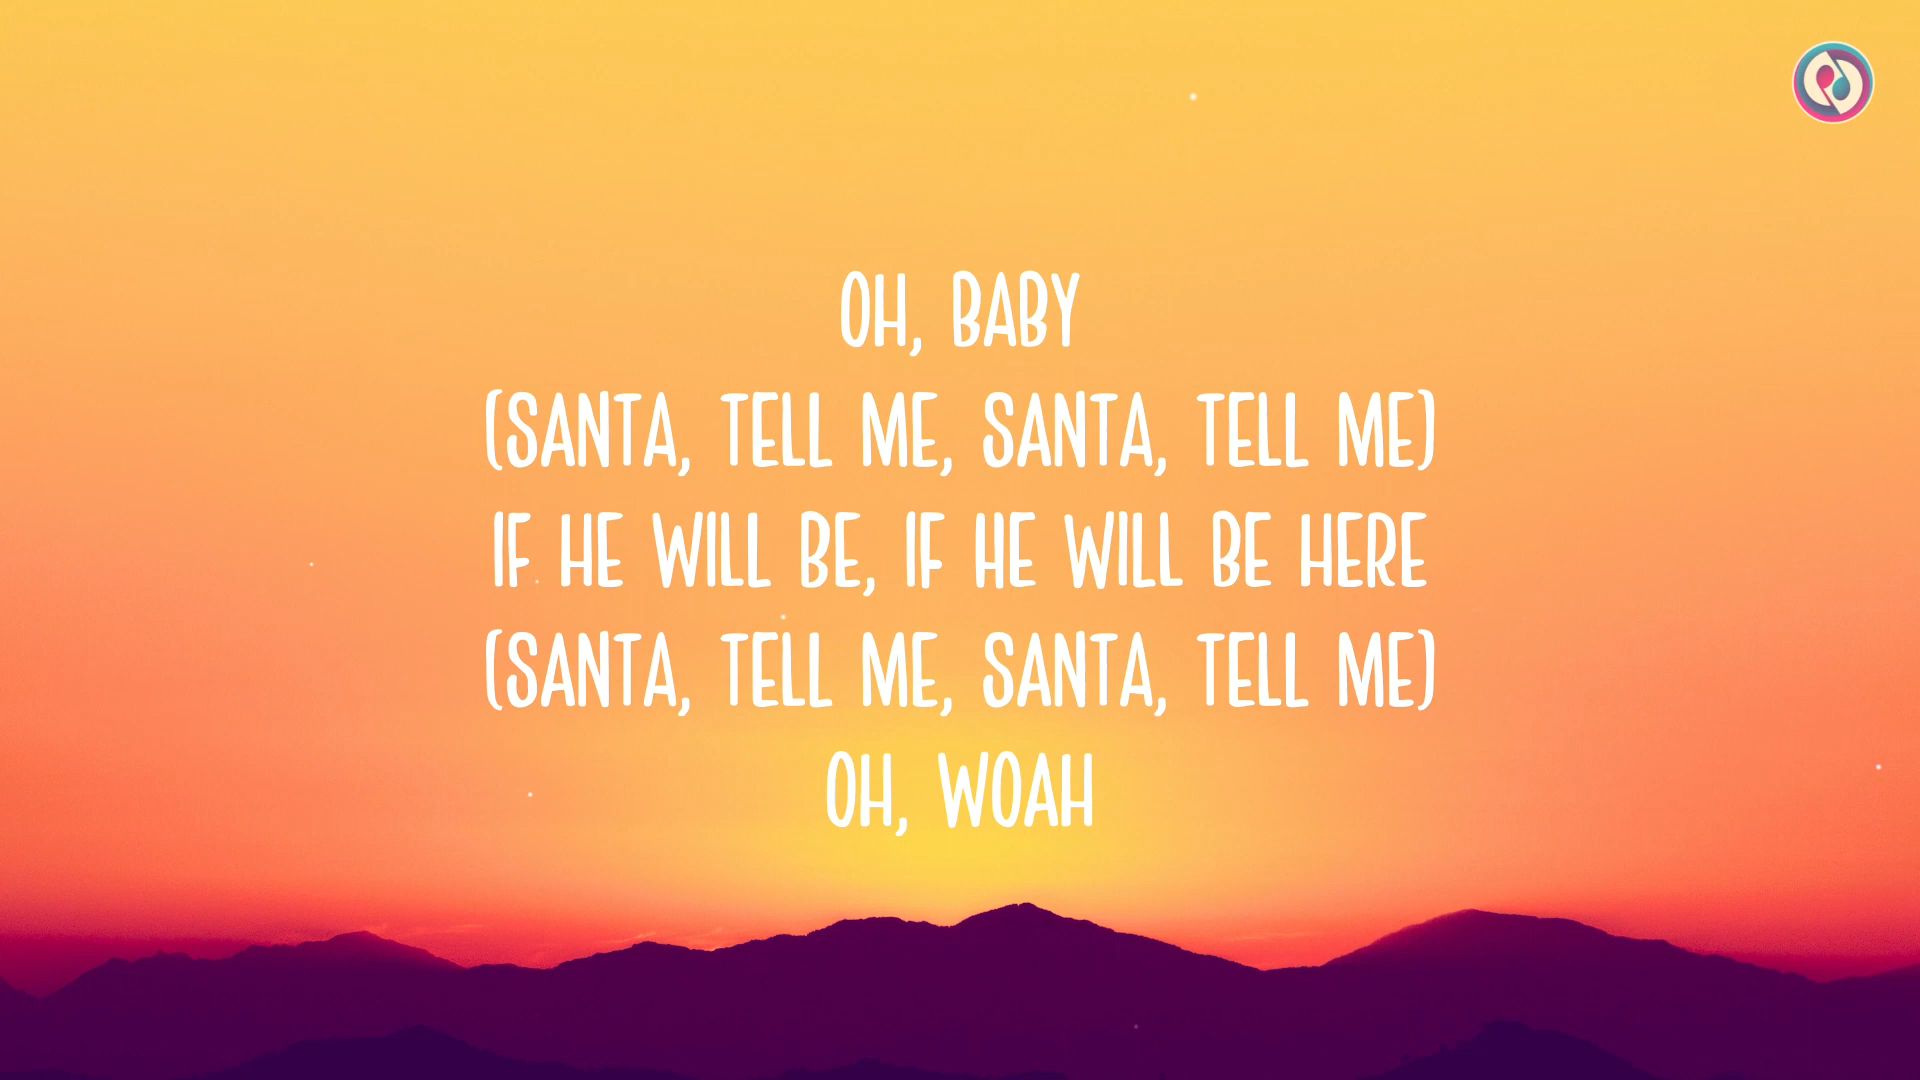 OH, BABY
(SANTA, TELL ME, SANTA, TELL ME)
IF HE WILL BE, IF HE WILL BE HERE
(SANTA, TELL ME, SANTA, TELL ME)
OH, WOAH